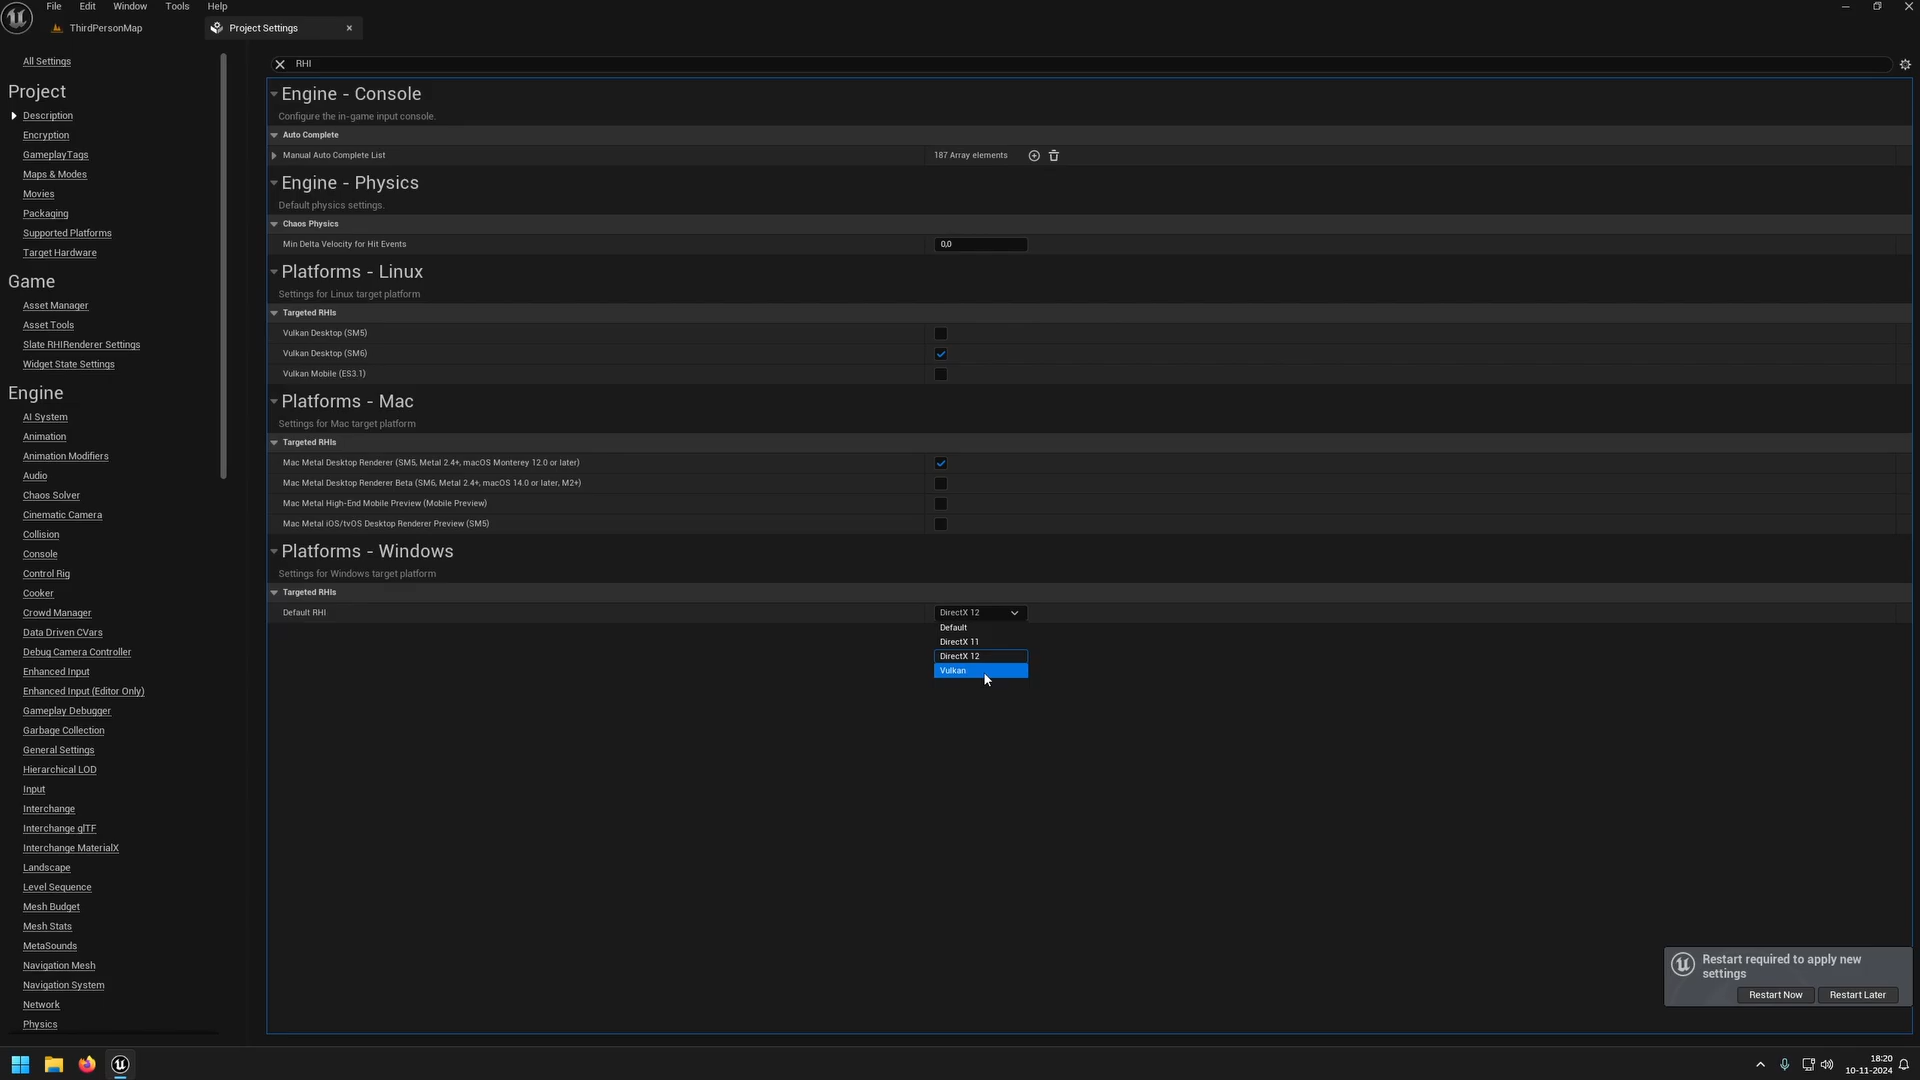 File Edit Window Tools Help
ThirdPersonMap
Project Settings
All Settings
Project
Description
Encryption
GameplayTags
Maps & Modes
Movies
Packaging
Supported Platforms
Target Hardware
Game
Asset Manager
Asset Tools
Slate RHIRenderer Settings
Widget State Settings
Engine
AI System
Animation
Animation Modifiers
Audio
Chaos Solver
Cinematic Camera
Collision
Console
Control Rig
Cooker
Crowd Manager
Data Driven CVars
Debug Camera Controller
Enhanced Input
Enhanced Input (Editor Only)
Gameplay Debugger
Garbage Collection
General Settings
Hierarchical LOD
Input
Interchange
Interchange glTF
Interchange MaterialX
Landscape
Level Sequence
Mesh Budget
Mesh Stats
MetaSounds
Navigation Mesh
Navigation System
Network
Physics
RHI
Engine - Console
Configure the in-game input console.
Auto Complete
Manual Auto Complete List
187 Array elements
Engine - Physics
Default physics settings.
Chaos Physics
Min Delta Velocity for Hit Events
0,0
Platforms - Linux
Settings for Linux target platform
Targeted RHIs
Vulkan Desktop (SM5)
Vulkan Desktop (SM6)
Vulkan Mobile (ES3.1)
Platforms - Mac
Settings for Mac target platform
Targeted RHIs
Mac Metal Desktop Renderer (SM5, Metal 2.4+, macOS Monterey 12.0 or later)
Mac Metal Desktop Renderer Beta (SM6, Metal 2.4+, macOS 14.0 or later, M2+)
Mac Metal High-End Mobile Preview (Mobile Preview)
Mac Metal iOS/tvOS Desktop Renderer Preview (SM5)
Platforms - Windows
Settings for Windows target platform
Targeted RHIs
Default RHI
DirectX 12
Default
DirectX 11
DirectX 12
Vulkan
Restart required to apply new
settings
Restart Now
Restart Later
18:20
10-11-2024